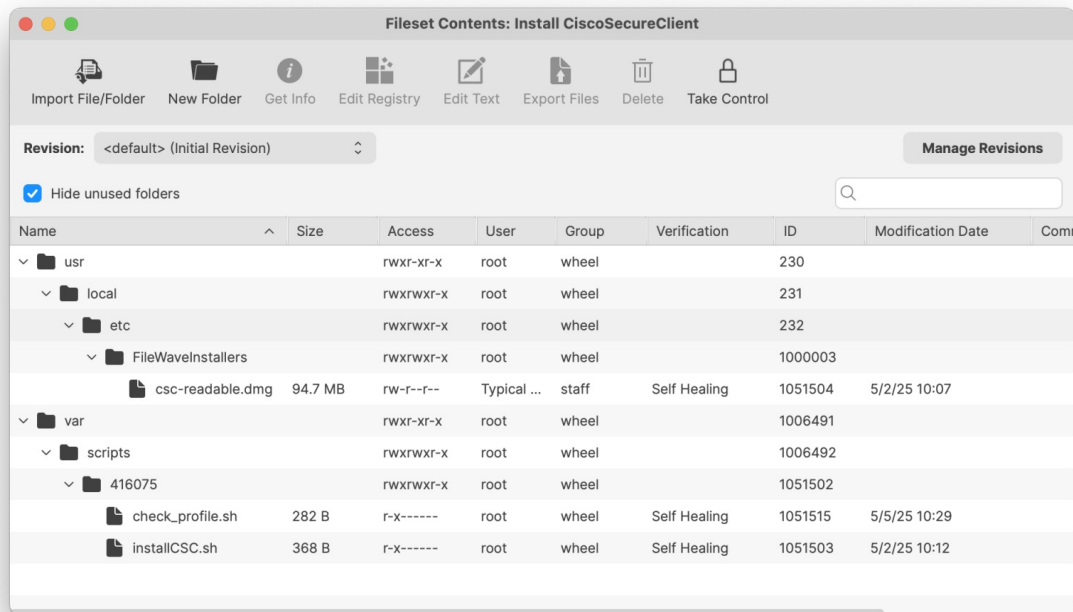 Fileset Contents: Install CiscoSecureClient
Import File/Folder New Folder Get Info Edit Registry Edit Text Export Files Delete Take Control
Revision: <default> (Initial Revision) Manage Revisions
Hide unused folders
Name Size Access User Group Verification ID Modification Date Comm
usr rwxr-xr-x root wheel 230
local rwxrwxr-x root wheel 231
etc rwxrwxr-x root wheel 232
FileWaveInstallers rwxrwxr-x root wheel 1000003
csc-readable.dmg 94.7 MB rw-r--r-- Typical ... staff Self Healing 1051504 5/2/25 10:07
var rwxr-xr-x root wheel 1006491
scripts rwxrwxr-x root wheel 1006492
416075 rwxrwxr-x root wheel 1051502
check_profile.sh 282 B r-x------ root wheel Self Healing 1051515 5/5/25 10:29
installCSC.sh 368 B r-x------ root wheel Self Healing 1051503 5/2/25 10:12